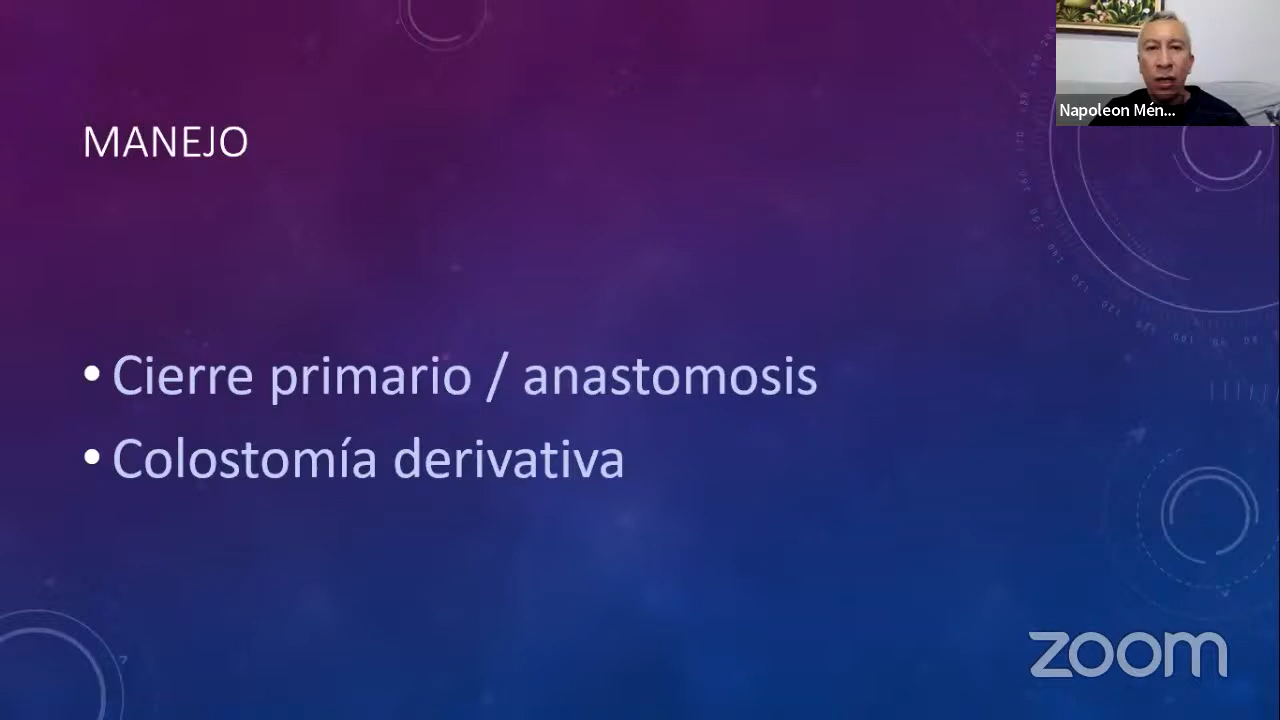 Napoleon Mén...
MANEJO
• Cierre primario / anastomosis
• Colostomía derivativa
zoom